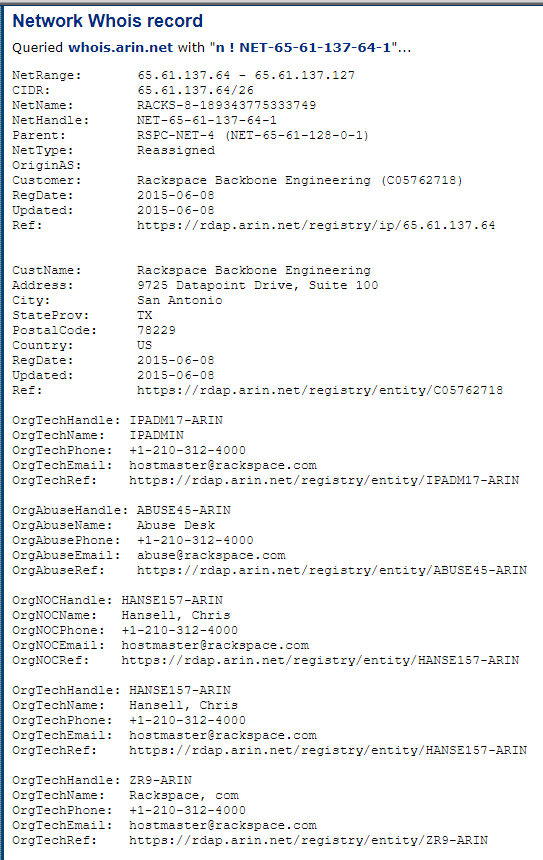 Network Whois record
Queried whois.arin.net with "n ! NET-65-61-137-64-1"...
NetRange: 65.61.137.64 - 65.61.137.127
CIDR: 65.61.137.64/26
NetName: RACKS-8-189343775333749
NetHandle: NET-65-61-137-64-1
Parent: RSPC-NET-4 (NET-65-61-128-0-1)
NetType: Reassigned
OriginAS:
Customer: Rackspace Backbone Engineering (C05762718)
RegDate: 2015-06-08
Updated: 2015-06-08
Ref: https://rdap.arin.net/registry/ip/65.61.137.64
CustName: Rackspace Backbone Engineering
Address: 9725 Datapoint Drive, Suite 100
City: San Antonio
StateProv: TX
PostalCode: 78229
Country: US
RegDate: 2015-06-08
Updated: 2015-06-08
Ref: https://rdap.arin.net/registry/entity/C05762718
OrgTechHandle: IPADM17-ARIN
OrgTechName: IPADMIN
OrgTechPhone: +1-210-312-4000
OrgTechEmail: hostmaster@rackspace.com
OrgTechRef: https://rdap.arin.net/registry/entity/IPADM17-ARIN
OrgAbuseHandle: ABUSE45-ARIN
OrgAbuseName: Abuse Desk
OrgAbusePhone: +1-210-312-4000
OrgAbuseEmail: abuse@rackspace.com
OrgAbuseRef: https://rdap.arin.net/registry/entity/ABUSE45-ARIN
OrgNOCHandle: HANSE157-ARIN
OrgNOCName: Hansell, Chris
OrgNOCPhone: +1-210-312-4000
OrgNOCEmail: hostmaster@rackspace.com
OrgNOCRef: https://rdap.arin.net/registry/entity/HANSE157-ARIN
OrgTechHandle: HANSE157-ARIN
OrgTechName: Hansell, Chris
OrgTechPhone: +1-210-312-4000
OrgTechEmail: hostmaster@rackspace.com
OrgTechRef: https://rdap.arin.net/registry/entity/HANSE157-ARIN
OrgTechHandle: ZR9-ARIN
OrgTechName: Rackspace, com
OrgTechPhone: +1-210-312-4000
OrgTechEmail: hostmaster@rackspace.com
OrgTechRef: https://rdap.arin.net/registry/entity/ZR9-ARIN